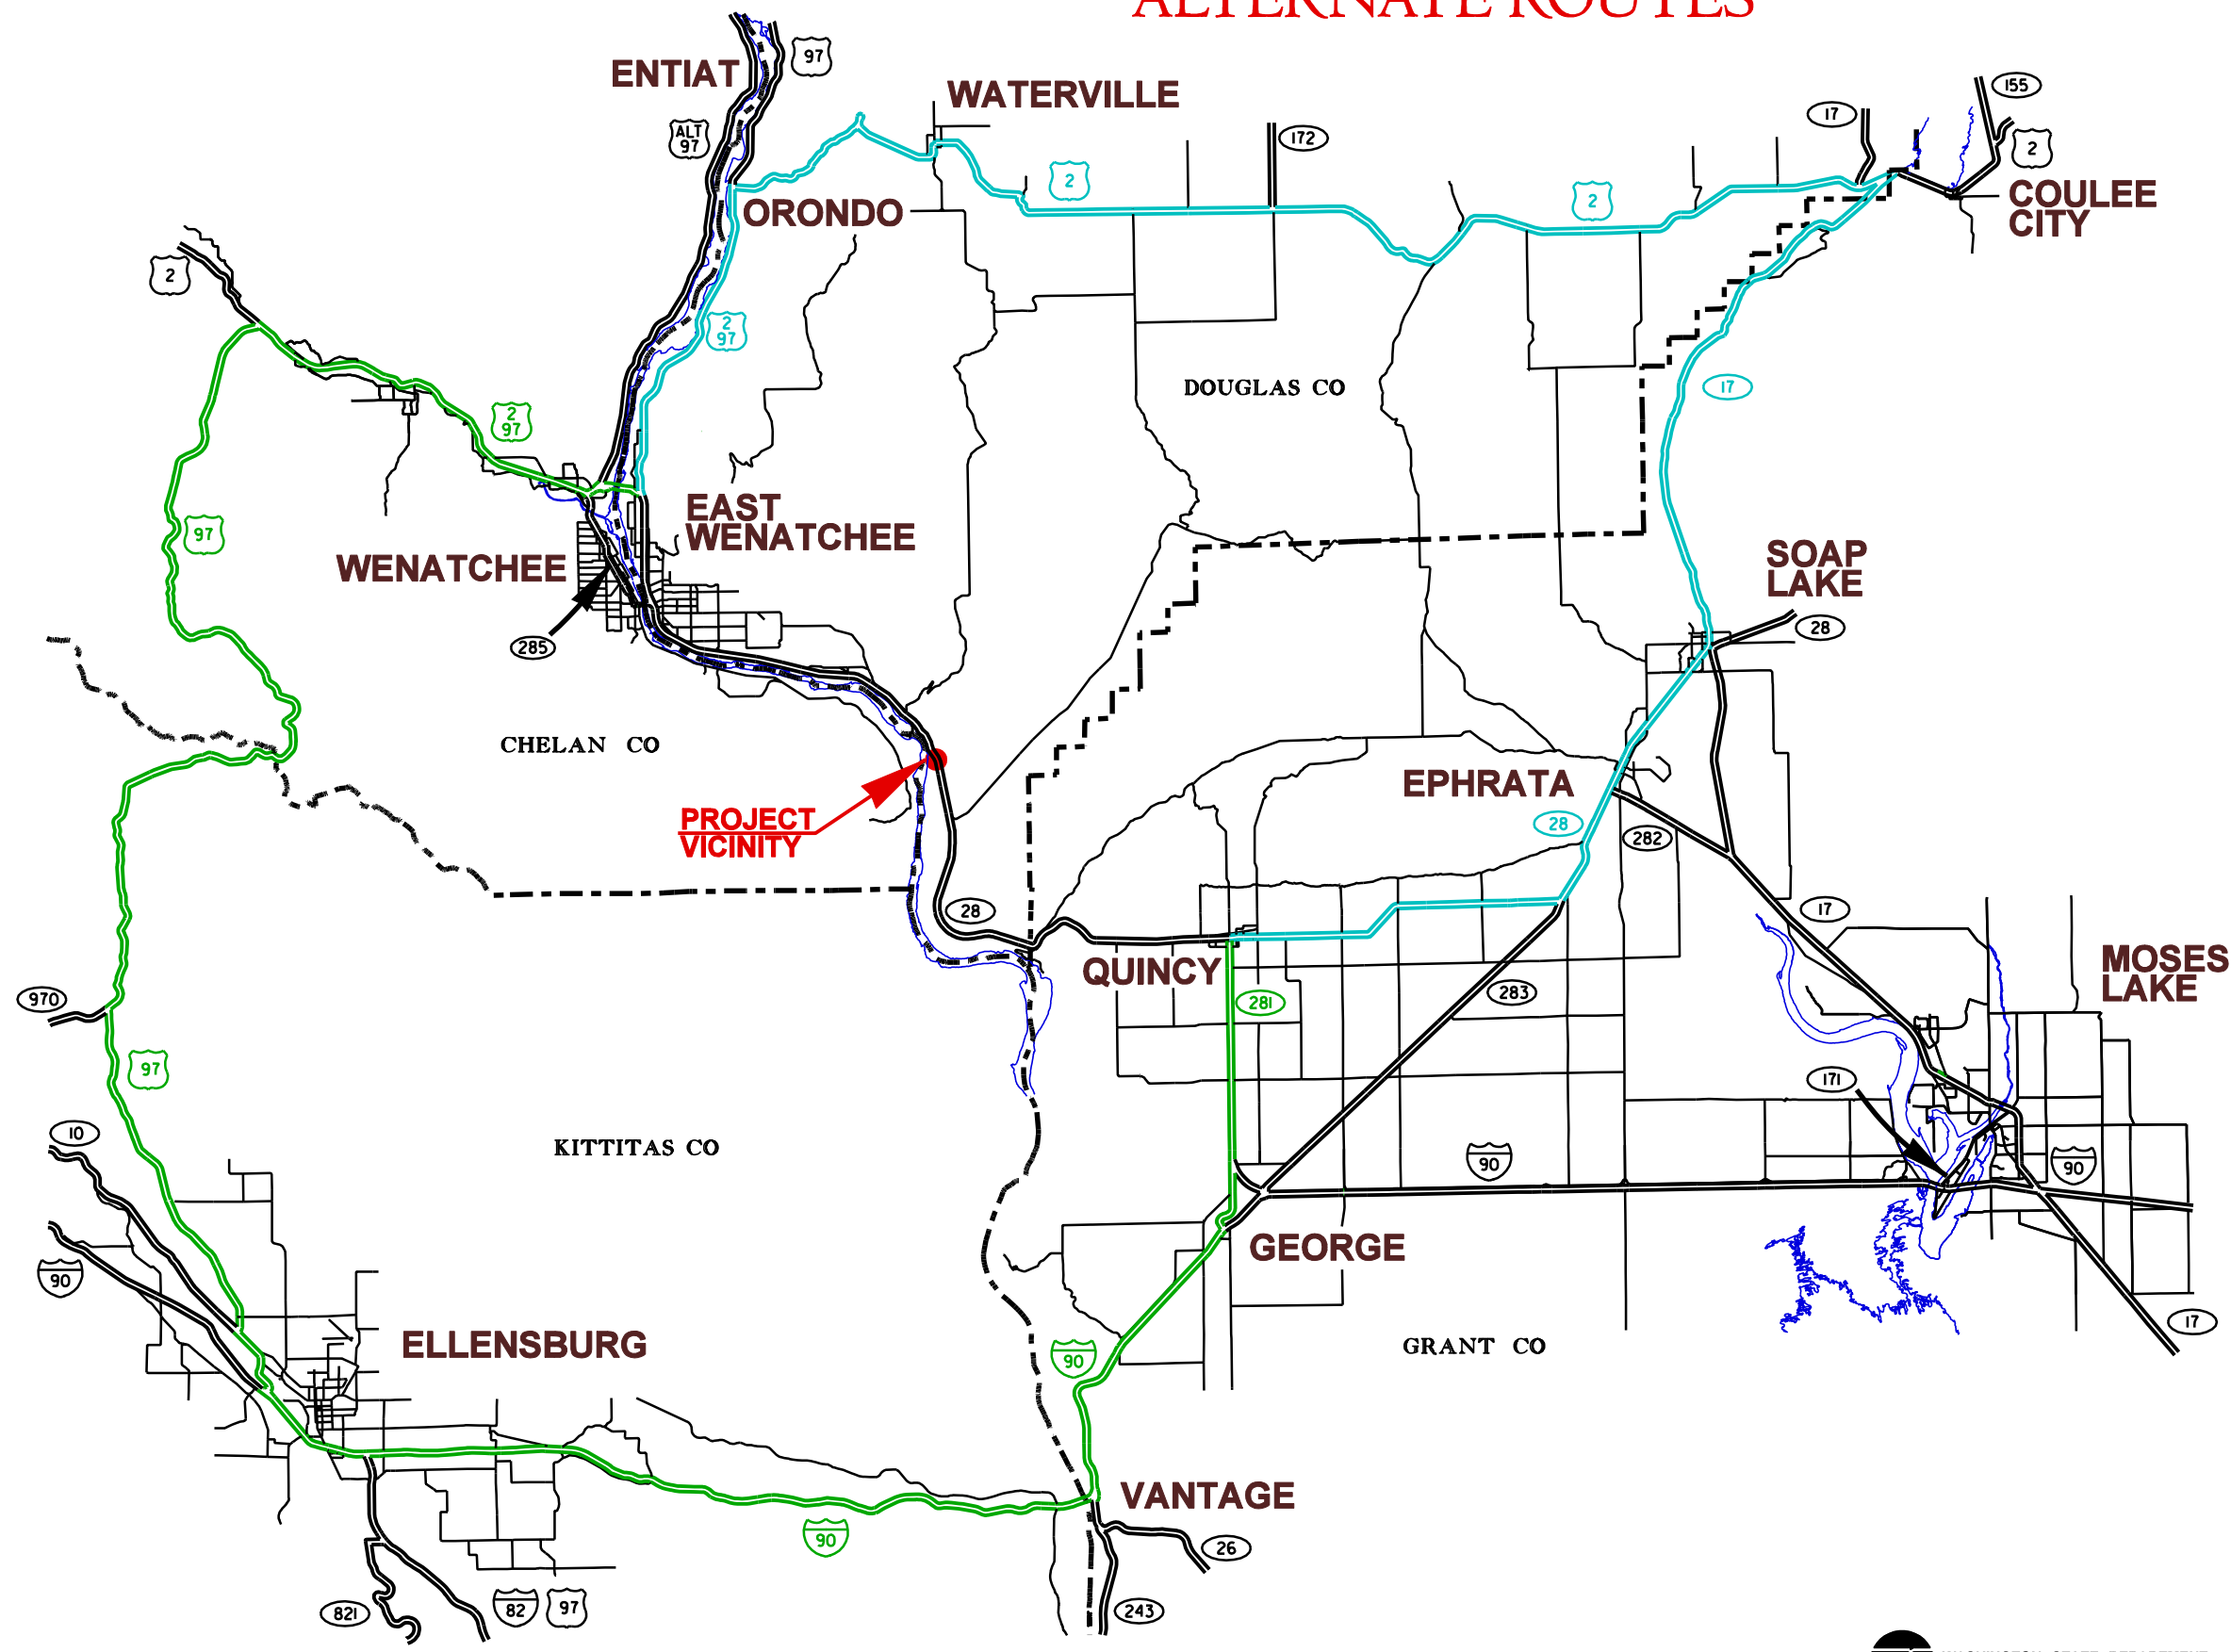 ALTERNATE ROUTES
ENTIAT
97
WATERVILLE
155
17
172
2
ALT
97
2
2
COULEE
CITY
ORONDO
2
2
97
DOUGLAS CO
17
2
97
EAST
WENATCHEE
97
WENATCHEE
SOAP
LAKE
28
285
CHELAN CO
EPHRATA
PROJECT
VICINITY
28
282
28
17
QUINCY
MOSES
LAKE
970
281
283
97
171
10
KITTITAS CO
90
90
GEORGE
90
17
ELLENSBURG
GRANT CO
90
VANTAGE
90
26
821
82
97
243